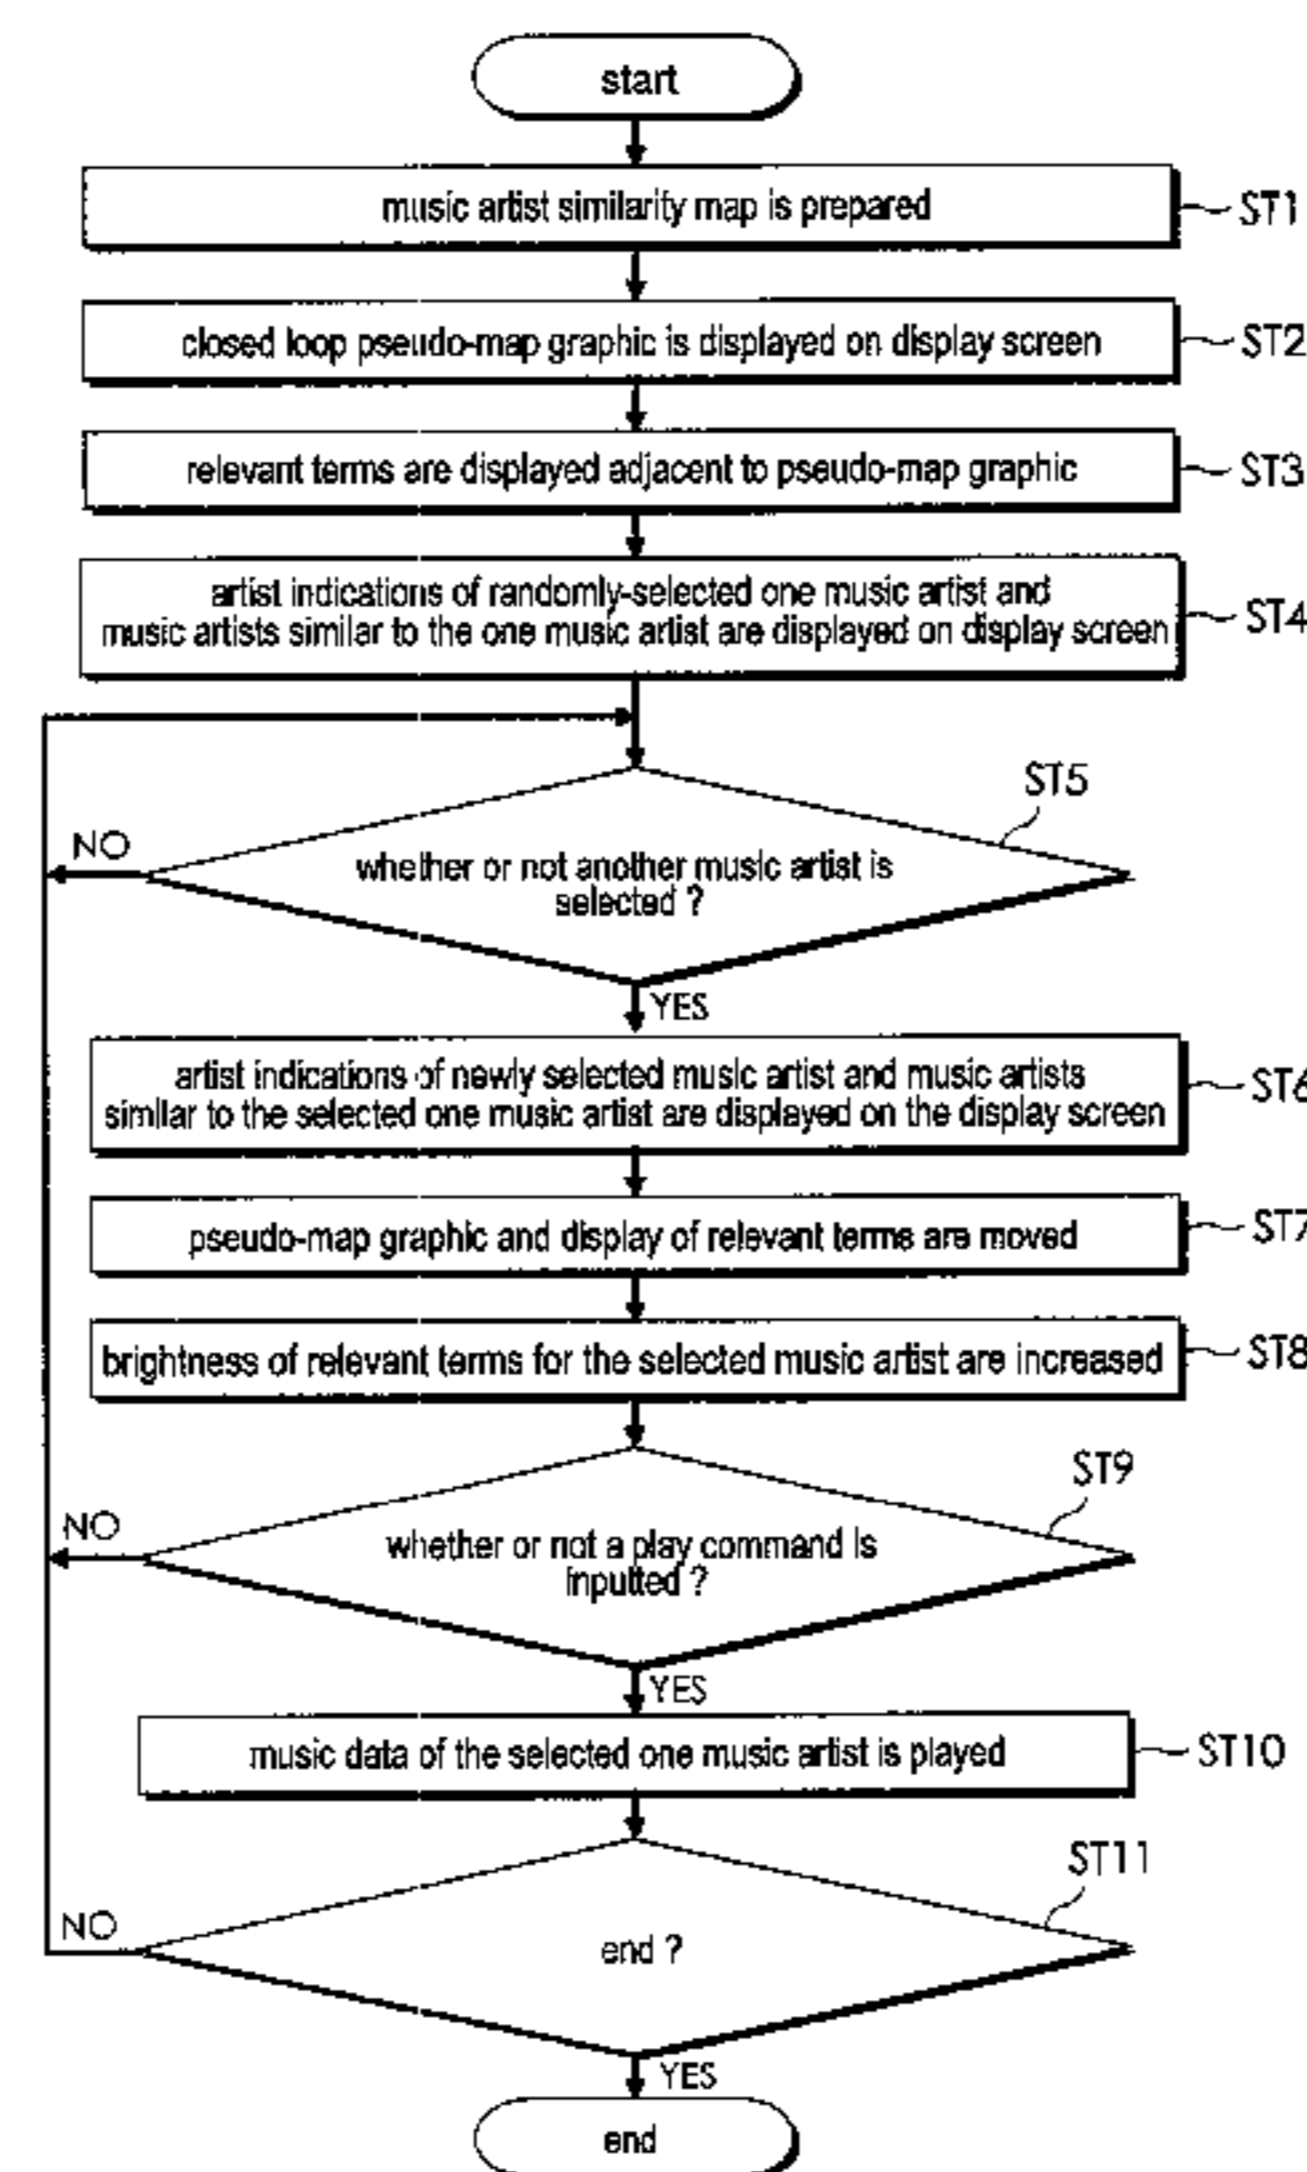 start
music artist similarity map is prepared
ST1
closed loop pseudo-map graphic is displayed on display screen
ST2
relevant terms are displayed adjacent to pseudo-map graphic
ST3
artist indications of randomly-selected one music artist and
music artists similar to the one music artist are displayed on display screen
ST4
ST5
NO
whether or not another music artist is
selected ?
YES
artist indications of newly selected music artist and music artists
similar to the selected one music artist are displayed on the display screen
ST6
pseudo-map graphic and display of relevant terms are moved
ST7
brightness of relevant terms for the selected music artist are increased
ST8
ST9
NO
whether or not a play command is
inputted ?
YES
music data of the selected one music artist is played
ST10
ST11
NO
end ?
YES
end